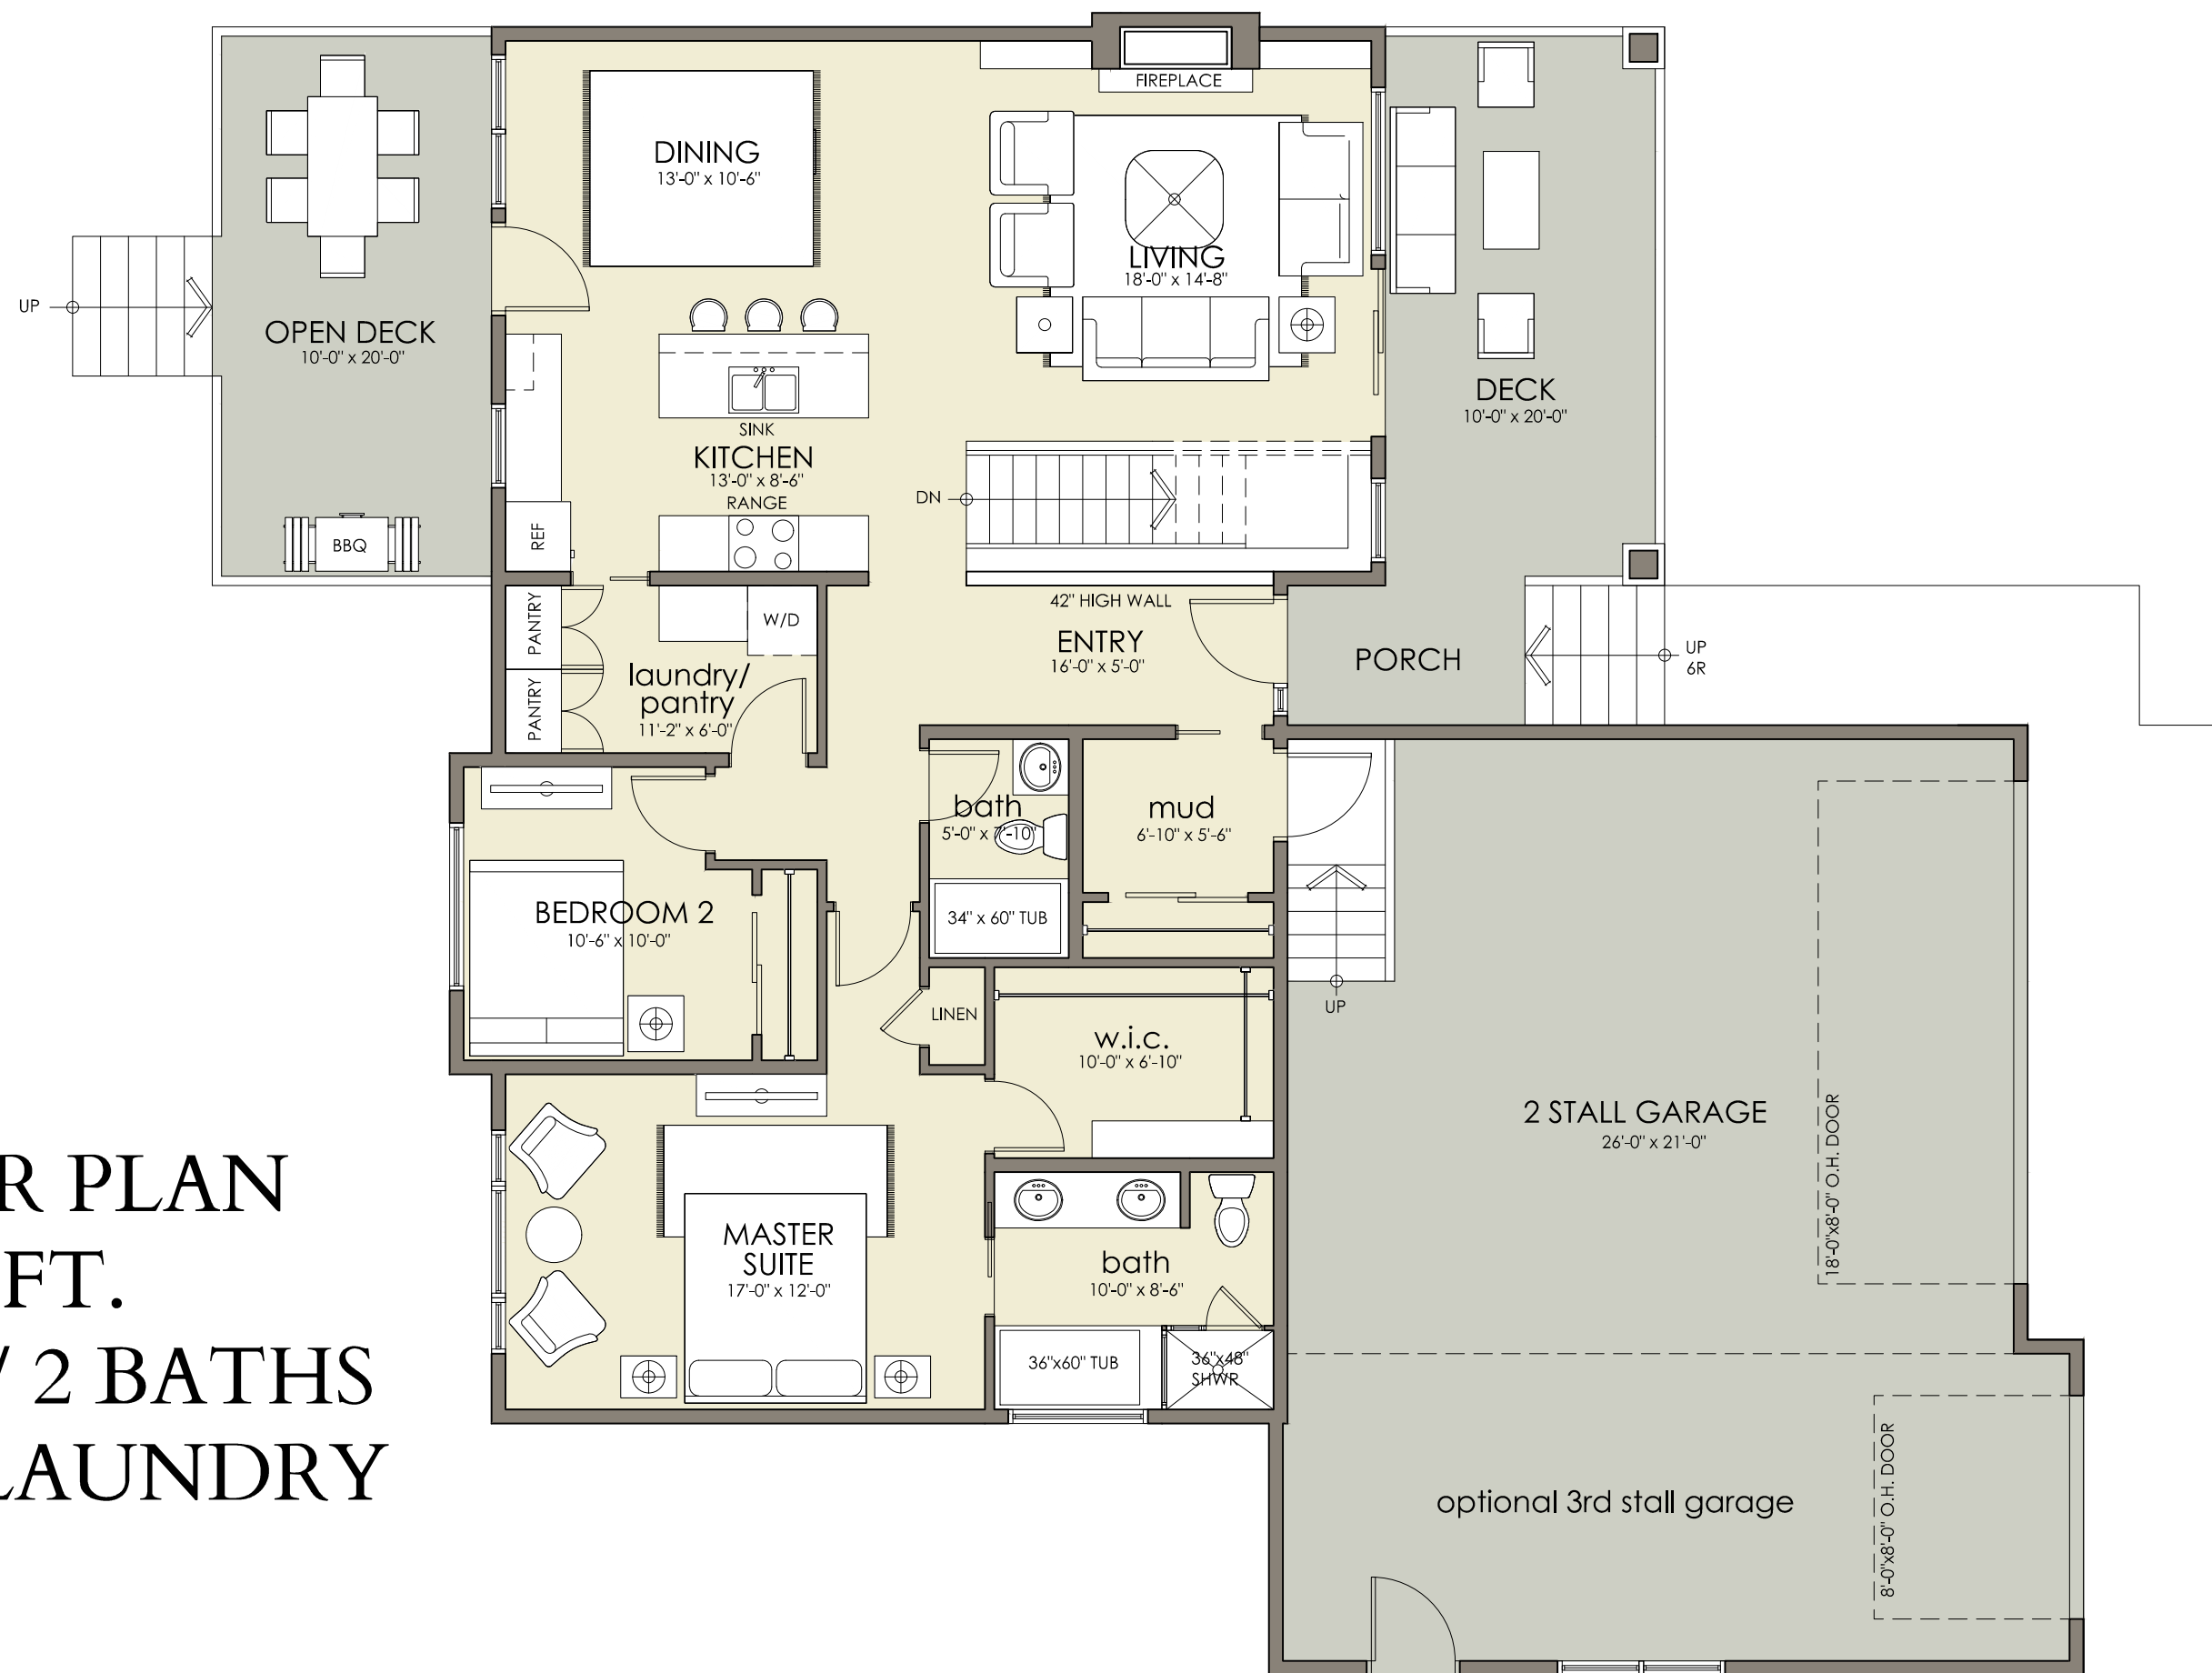 FIREPLACE
DINING
13'-0" x 10'-6"
LIVING
18'-0" x 14'-8"
UP
OPEN DECK
10'-0" x 20'-0"
DECK
10'-0" x 20'-0"
SINK
KITCHEN
13'-0" x 8'-6"
RANGE
DN
REF
BBQ
PANTRY
W/D
42" HIGH WALL
ENTRY
16'-0" x 5'-0"
PORCH
UP
6R
laundry/
pantry
11'-2" x 6'-0"
PANTRY
bath
5'-0" x 7'-10"
mud
6'-10" x 5'-6"
BEDROOM 2
10'-6" x 10'-0"
34" x 60" TUB
UP
LINEN
w.i.c.
10'-0" x 6'-10"
2 STALL GARAGE
26'-0" x 21'-0"
18'-0"x8'-0" O.H. DOOR
R PLAN
FT.
/ 2 BATHS
LAUNDRY
MASTER
SUITE
17'-0" x 12'-0"
bath
10'-0" x 8'-6"
36"x60" TUB
36"x48"
SHWR
optional 3rd stall garage
8'-0"x8'-0" O.H. DOOR